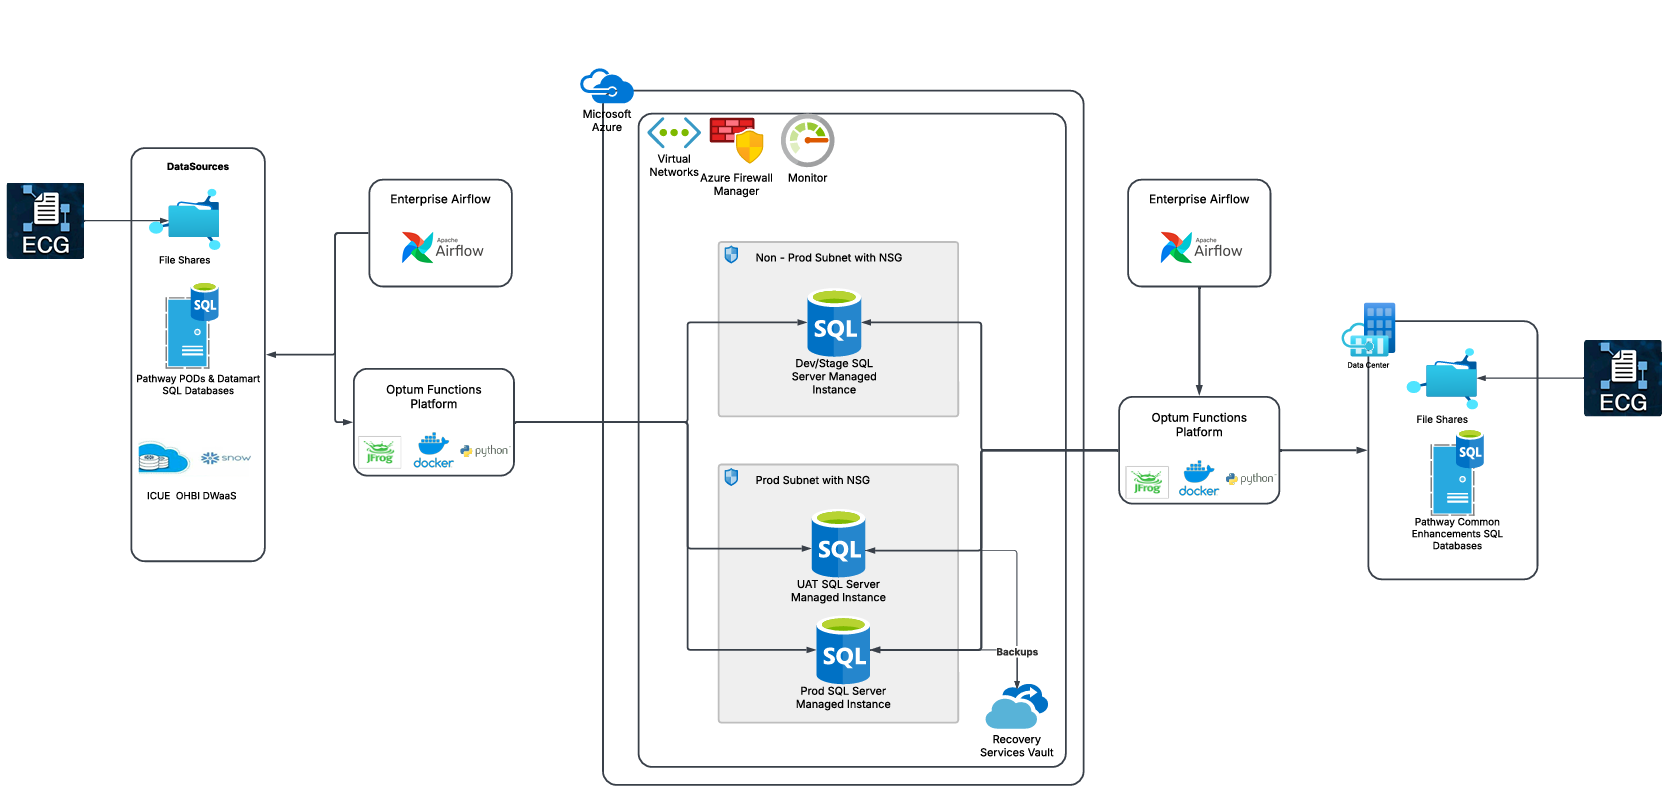 Microsoft
Azure
Virtual
Networks
Azure Firewall
Manager
Monitor
DataSources
ECG
File Shares
SQL
Pathway PODs & Datamart
SQL Databases
snow
ICUE OHBI DWaaS
Enterprise Airflow
Apache
Airflow
Optum Functions
Platform
JFrog
docker
python
Non - Prod Subnet with NSG
SQL
Dev/Stage SQL
Server Managed
Instance
Prod Subnet with NSG
SQL
UAT SQL Server
Managed Instance
SQL
Prod SQL Server
Managed Instance
Backups
Recovery
Services Vault
Enterprise Airflow
Apache
Airflow
Optum Functions
Platform
JFrog
docker
python
Data Center
File Shares
SQL
Pathway Common
Enhancements SQL
Databases
ECG